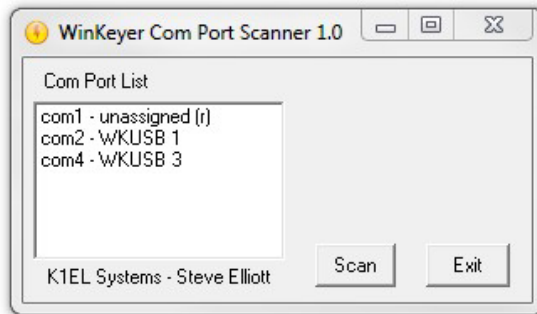 WinKeyer Com Port Scanner 1.0
Com Port List
com1 - unassigned (r)
com2 - WKUSB 1
com4 - WKUSB 3
K1EL Systems - Steve Elliott
Scan
Exit